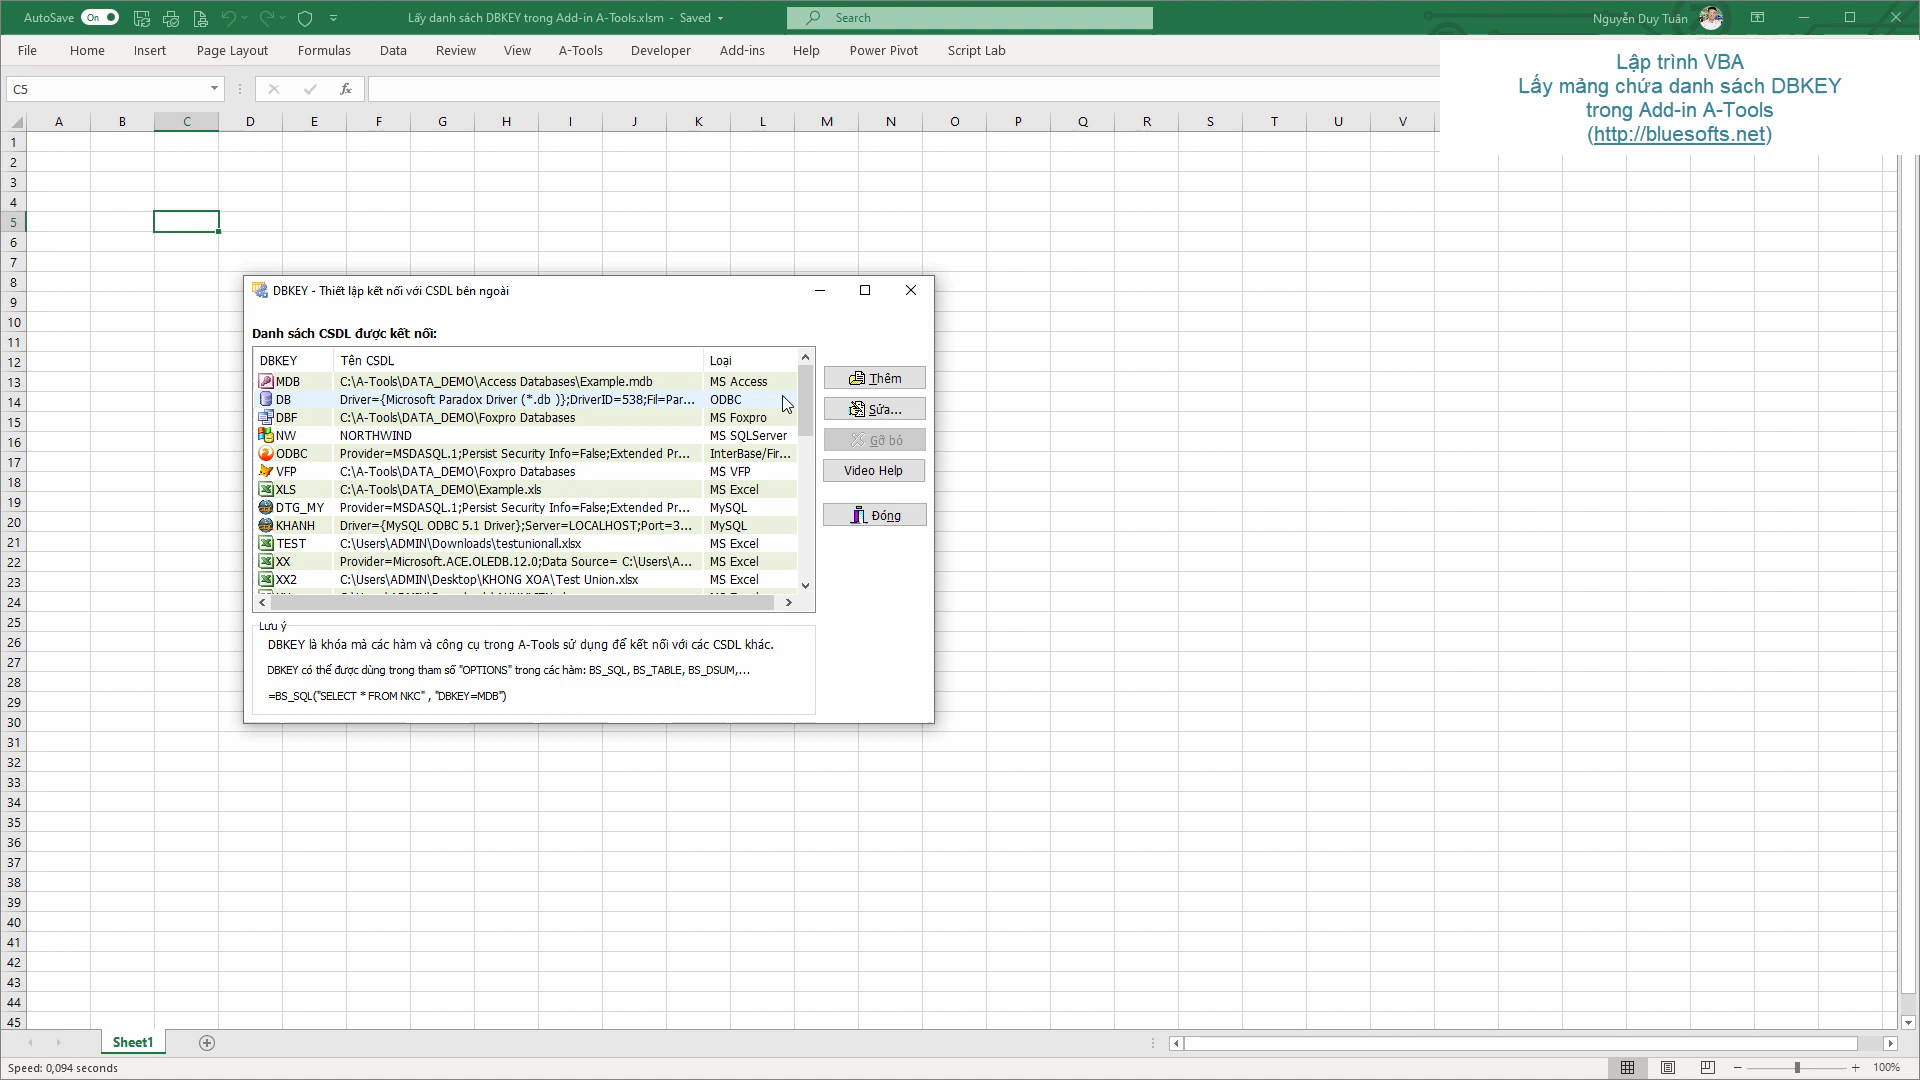 AutoSave On Lấy danh sách DBKEY trong Add-in A-Tools.xlsm - Saved Search Nguyễn Duy Tuân
File Home Insert Page Layout Formulas Data Review View A-Tools Developer Add-ins Help Power Pivot Script Lab
Lập trình VBA
Lấy mảng chứa danh sách DBKEY
trong Add-in A-Tools
(http://bluesofts.net)
C5 fx
A B C D E F G H I J K L M N O P Q R S T U V
1
2
3
4
5
6
7
8
9
10
11
12
13
14
15
16
17
18
19
20
21
22
23
24
25
26
27
28
29
30
31
32
33
34
35
36
37
38
39
40
41
42
43
44
45
DBKEY - Thiết lập kết nối với CSDL bên ngoài
Danh sách CSDL được kết nối:
DBKEY Tên CSDL Loại
MDB C:\A-Tools\DATA_DEMO\Access Databases\Example.mdb MS Access
DB Driver={Microsoft Paradox Driver (*.db )};DriverID=538;Fil=Par... ODBC
DBF C:\A-Tools\DATA_DEMO\Foxpro Databases MS Foxpro
NW NORTHWIND MS SQLServer
ODBC Provider=MSDASQL.1;Persist Security Info=False;Extended Pr... InterBase/Fir...
VFP C:\A-Tools\DATA_DEMO\Foxpro Databases MS VFP
XLS C:\A-Tools\DATA_DEMO\Example.xls MS Excel
DTG_MY Provider=MSDASQL.1;Persist Security Info=False;Extended Pr... MySQL
KHANH Driver={MySQL ODBC 5.1 Driver};Server=LOCALHOST;Port=3... MySQL
TEST C:\Users\ADMIN\Downloads\testunionall.xlsx MS Excel
XX Provider=Microsoft.ACE.OLEDB.12.0;Data Source= C:\Users\A... MS Excel
XX2 C:\Users\ADMIN\Desktop\KHONG XOA\Test Union.xlsx MS Excel
Thêm
Sửa...
Gỡ bỏ
Video Help
Đóng
Lưu ý
DBKEY là khóa mà các hàm và công cụ trong A-Tools sử dụng để kết nối với các CSDL khác.
DBKEY có thể được dùng trong tham số "OPTIONS" trong các hàm: BS_SQL, BS_TABLE, BS_DSUM,...
=BS_SQL("SELECT * FROM NKC" , "DBKEY=MDB")
Sheet1
Speed: 0,094 seconds 100%